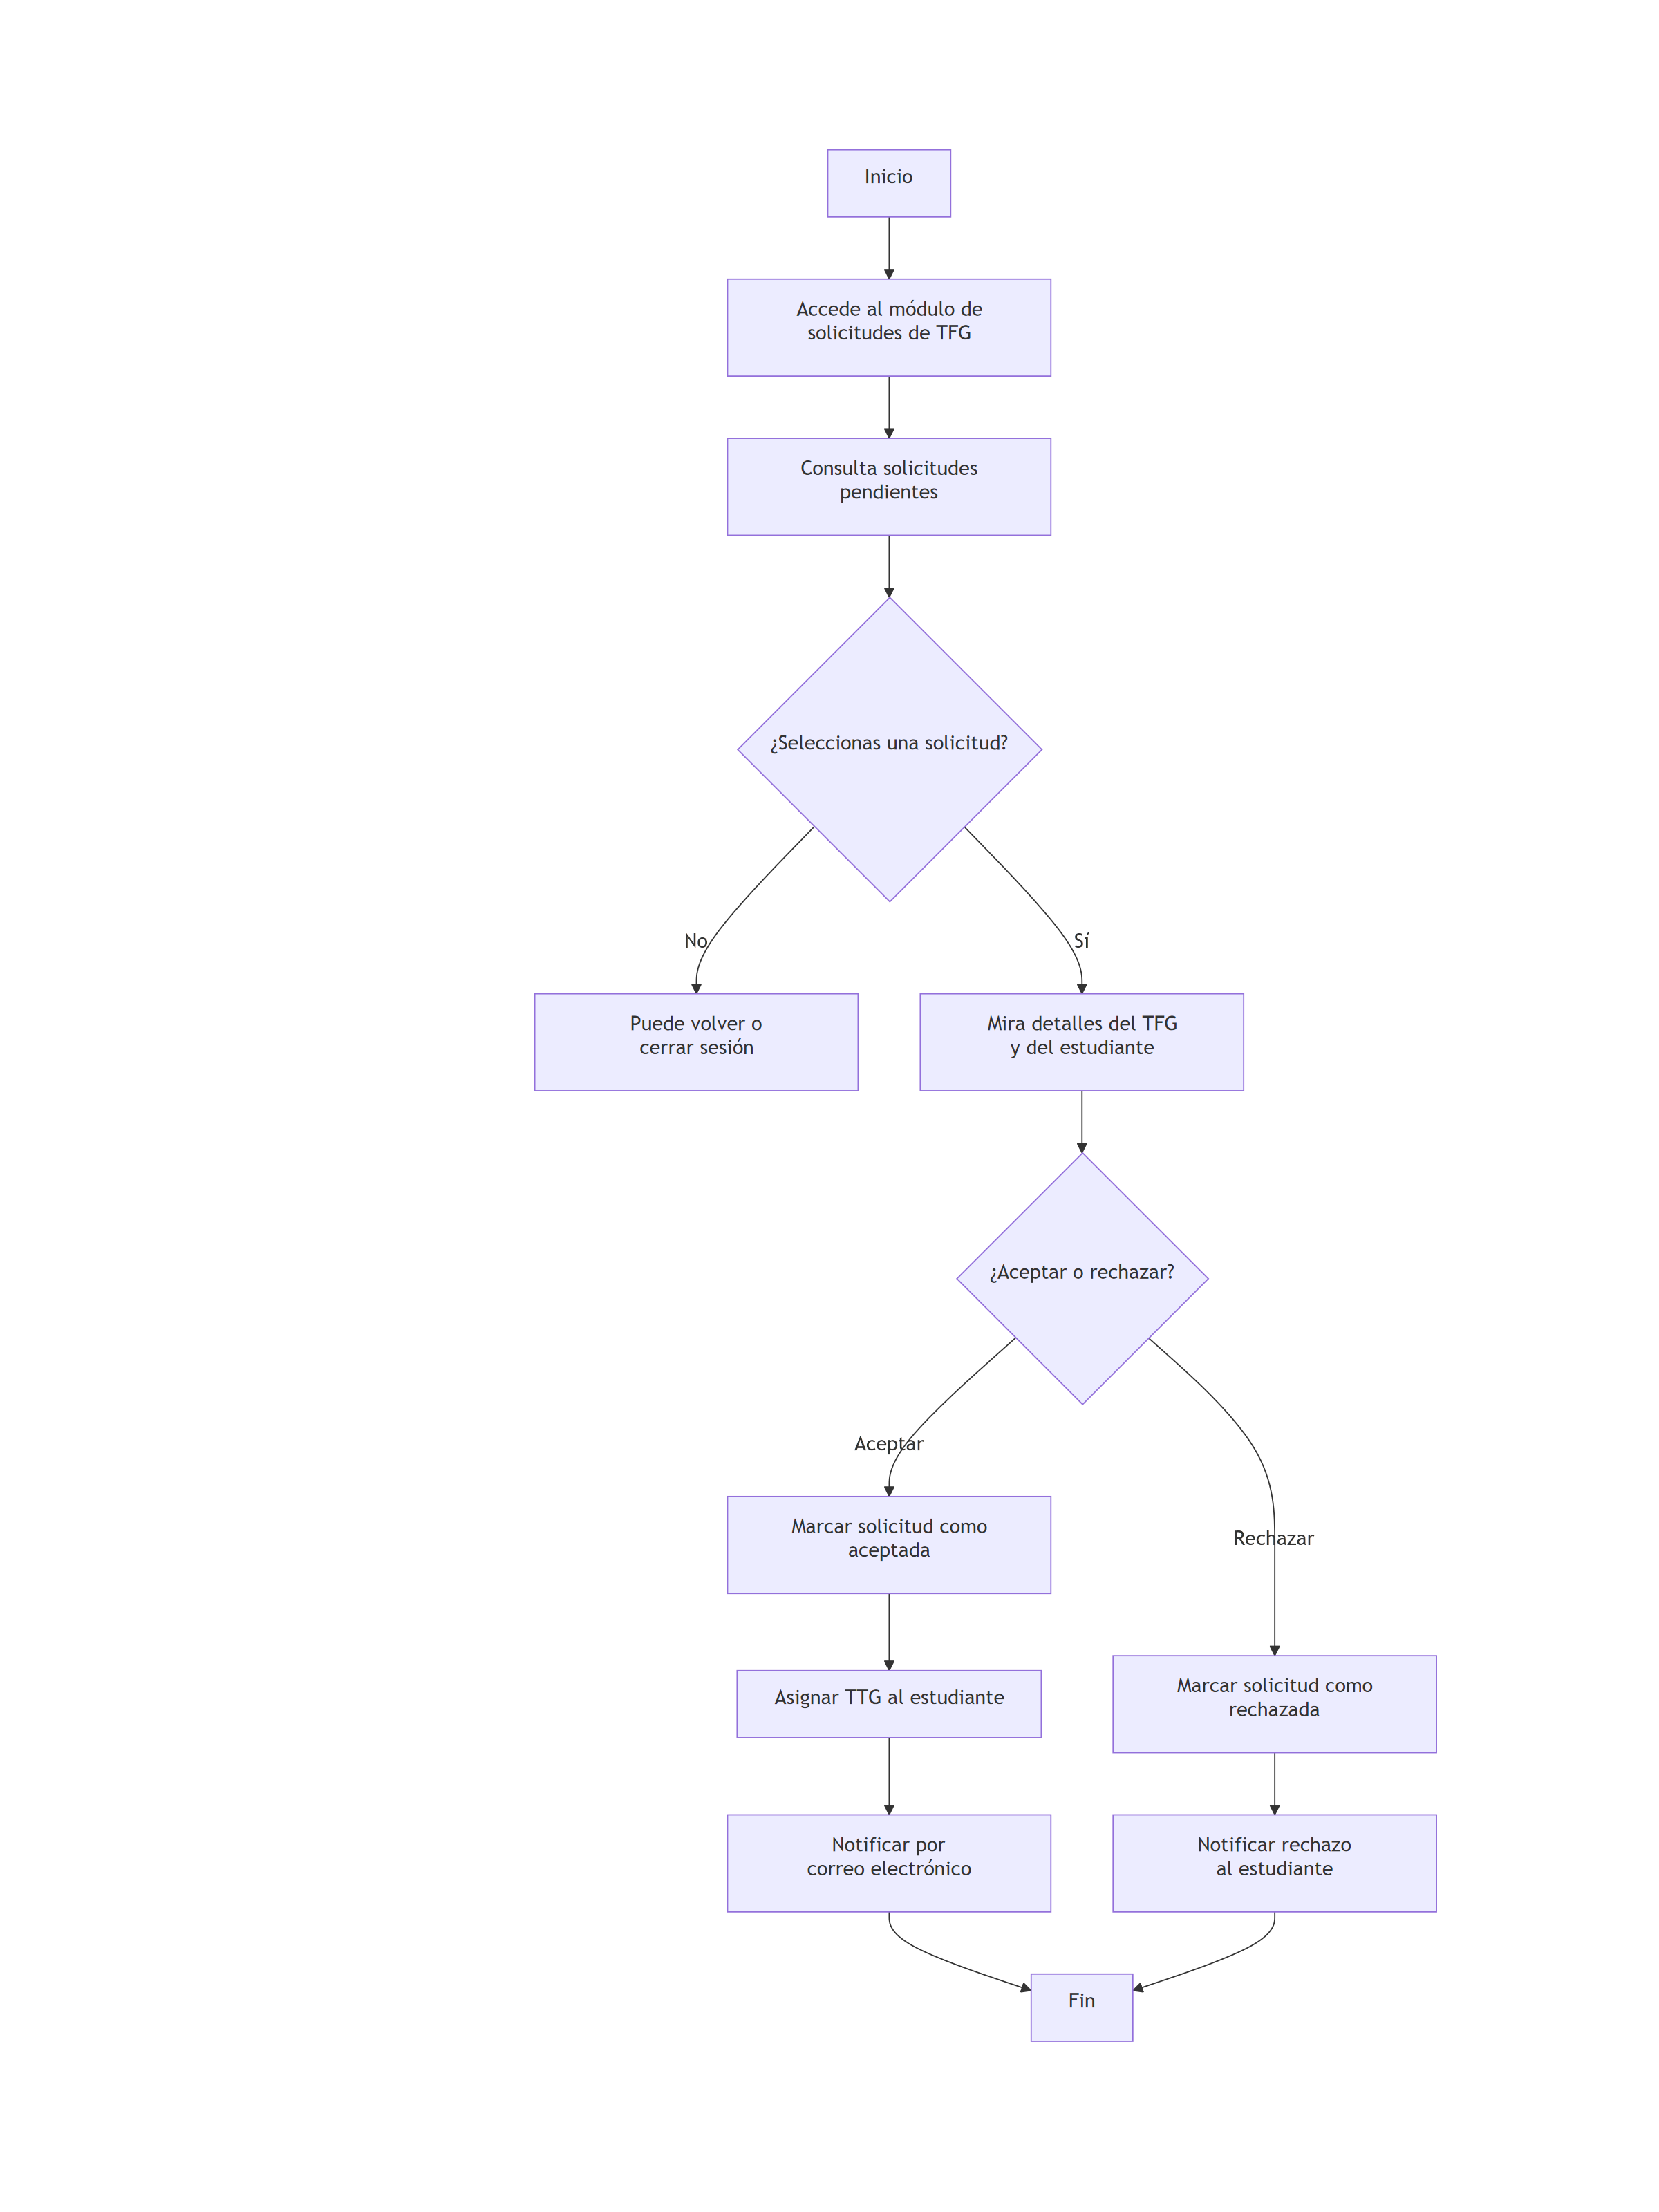 Inicio
Accede al módulo de
solicitudes de TFG
Consulta solicitudes
pendientes
¿Seleccionas una solicitud?
No
Sí
Puede volver o
cerrar sesión
Mira detalles del TFG
y del estudiante
¿Aceptar o rechazar?
Aceptar
Rechazar
Marcar solicitud como
aceptada
Asignar TTG al estudiante
Marcar solicitud como
rechazada
Notificar por
correo electrónico
Notificar rechazo
al estudiante
Fin